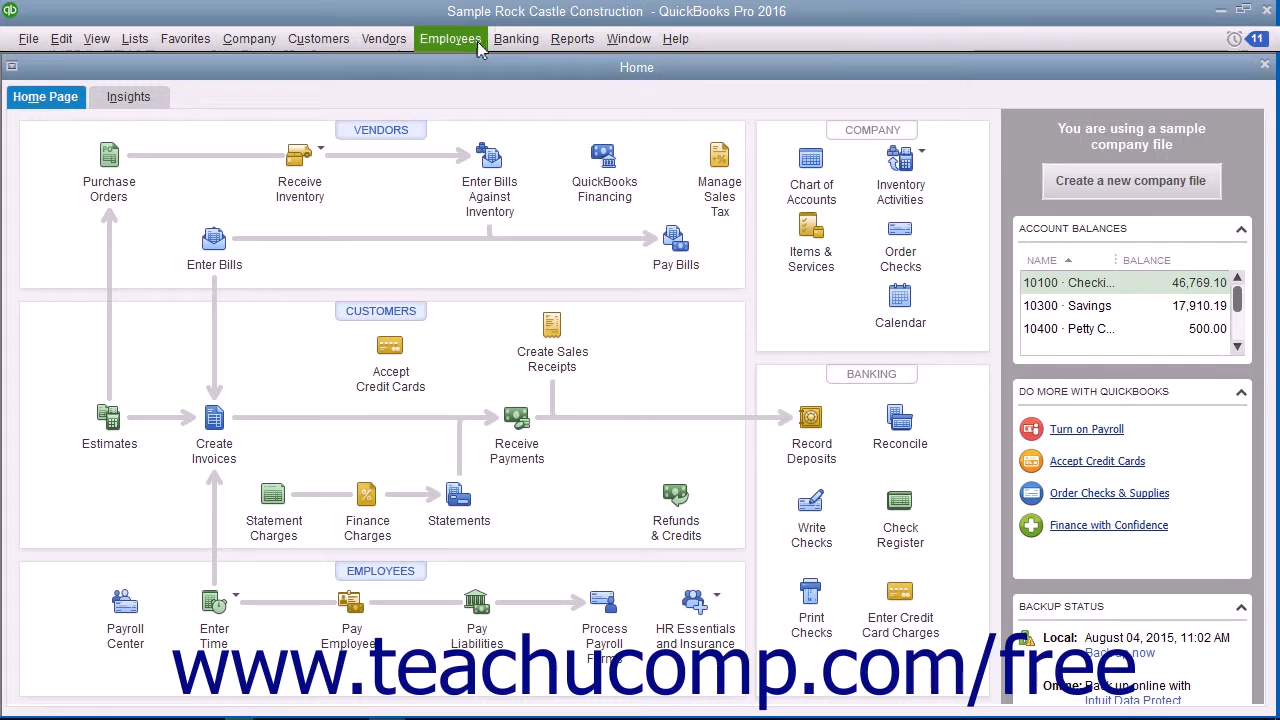 Sample Rock Castle Construction - QuickBooks Pro 2016
File Edit View Lists Favorites Company Customers Vendors Employees Banking Reports Window Help 11
Home
Home Page Insights
VENDORS
Purchase Orders
Receive Inventory
Enter Bills Against Inventory
QuickBooks Financing
Manage Sales Tax
Enter Bills
Pay Bills
CUSTOMERS
Accept Credit Cards
Create Sales Receipts
Estimates
Create Invoices
Receive Payments
Statement Charges
Finance Charges
Statements
Refunds & Credits
EMPLOYEES
Payroll Center
Enter Time
Pay Employees
Pay Liabilities
Process Payroll Forms
HR Essentials and Insurance
COMPANY
Chart of Accounts
Inventory Activities
Items & Services
Order Checks
Calendar
BANKING
Record Deposits
Reconcile
Write Checks
Check Register
Print Checks
Enter Credit Card Charges
You are using a sample
company file
Create a new company file
ACCOUNT BALANCES
NAME BALANCE
10100 · Checki... 46,769.10
10300 · Savings 17,910.19
10400 · Petty C... 500.00
DO MORE WITH QUICKBOOKS
Turn on Payroll
Accept Credit Cards
Order Checks & Supplies
Finance with Confidence
BACKUP STATUS
Local: August 04, 2015, 11:02 AM
Back up now
Online: Back up online with
Intuit Data Protect
www.teachucomp.com/free